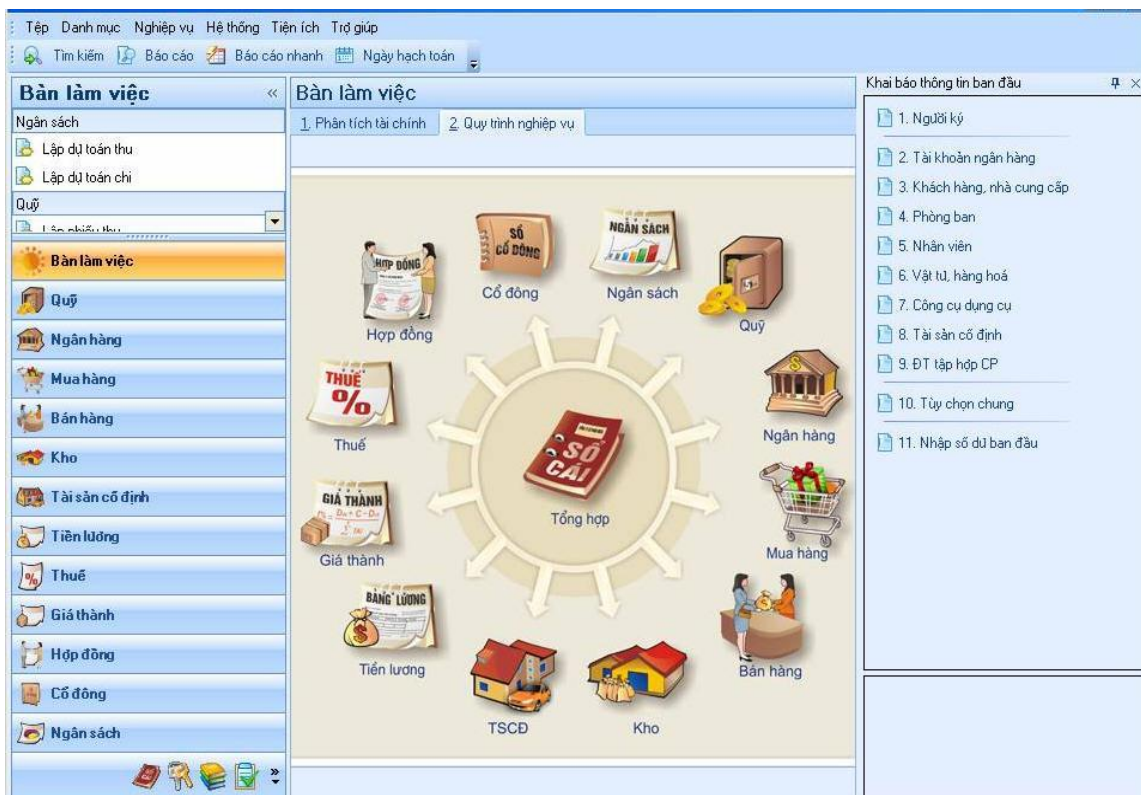 Tệp Danh mục Nghiệp vụ Hệ thống Tiện ích Trợ giúp
Tìm kiếm Báo cáo Báo cáo nhanh Ngày hạch toán
Bàn làm việc «
Ngân sách
Lập dự toán thu
Lập dự toán chi
Quỹ
Lập phiếu thu
Bàn làm việc
Quỹ
Ngân hàng
Mua hàng
Bán hàng
Kho
Tài sản cố định
Tiền lương
Thuế
Giá thành
Hợp đồng
Cổ đông
Ngân sách
Bàn làm việc
1. Phân tích tài chính 2. Quy trình nghiệp vụ
SỔ
CỔ ĐÔNG
Cổ đông
NGÂN SÁCH
Ngân sách
HỢP ĐỒNG
Hợp đồng
Quỹ
THUẾ
%
Thuế
$
Ngân hàng
SỔ
CÁI
Tổng hợp
GIÁ THÀNH
Giá thành
Mua hàng
BẢNG LƯƠNG
$
Tiền lương
Bán hàng
TSCĐ
Kho
Khai báo thông tin ban đầu
1. Người ký
2. Tài khoản ngân hàng
3. Khách hàng, nhà cung cấp
4. Phòng ban
5. Nhân viên
6. Vật tư, hàng hoá
7. Công cụ dụng cụ
8. Tài sản cố định
9. ĐT tập hợp CP
10. Tùy chọn chung
11. Nhập số dư ban đầu